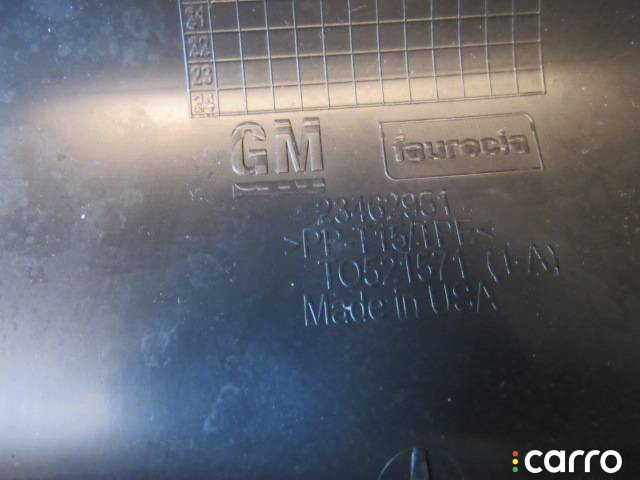 21
22
23
24
GM
faurecia
23462951
>PP-T15/TPE<
TO521571 (1-A)
Made in USA
carro